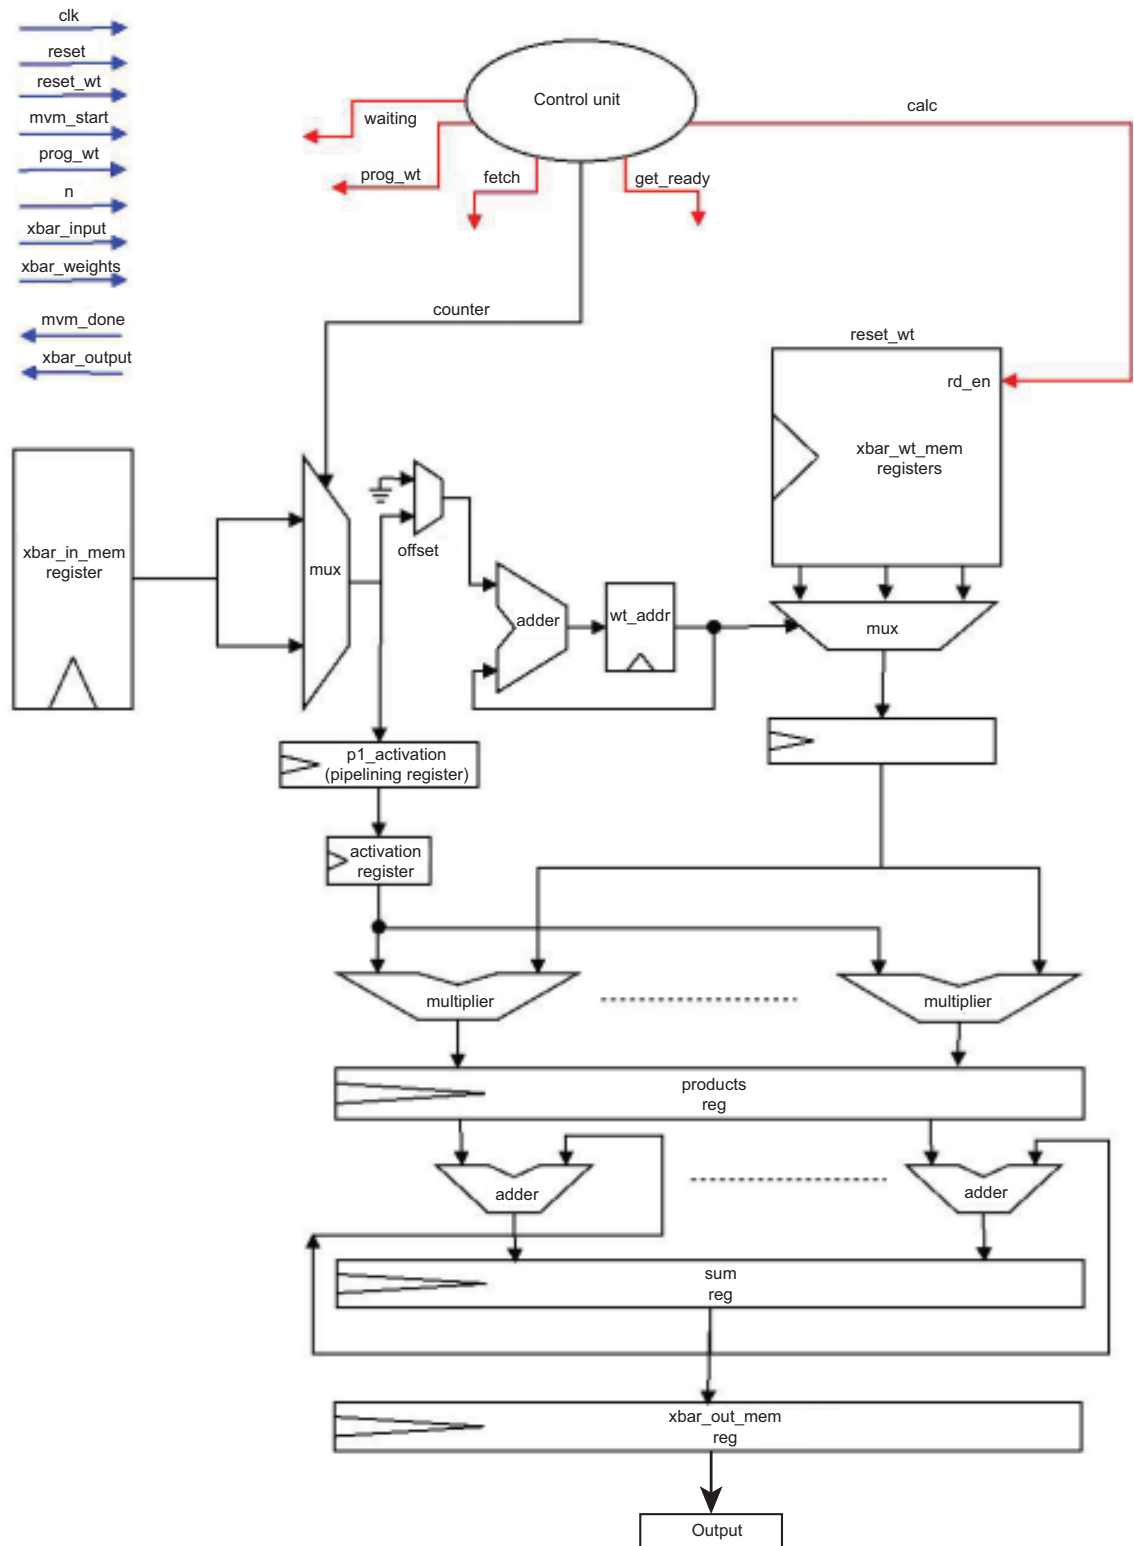 clk
reset
reset_wt
mvm_start
prog_wt
n
xbar_input
xbar_weights
mvm_done
xbar_output
Control unit
waiting
calc
prog_wt
fetch
get_ready
counter
reset_wt
rd_en
xbar_wt_mem
registers
xbar_in_mem
register
mux
offset
adder
wt_addr
mux
p1_activation
(pipelining register)
activation
register
multiplier
multiplier
products
reg
adder
adder
sum
reg
xbar_out_mem
reg
Output